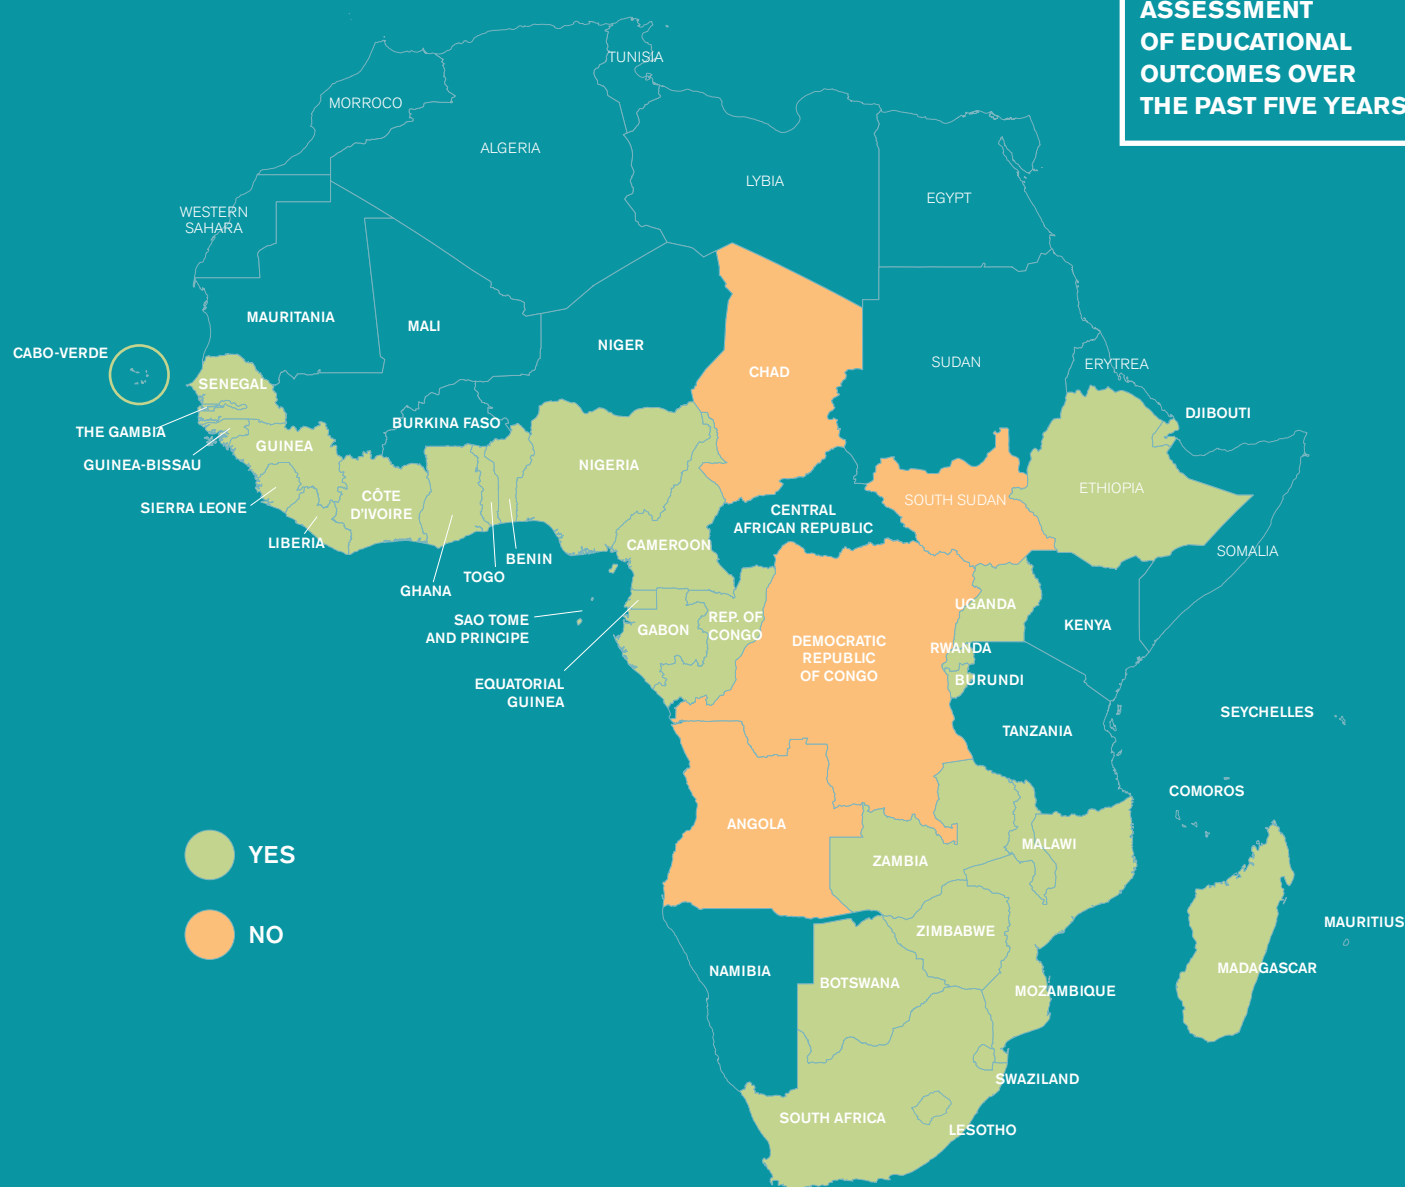 ASSESSMENT
OF EDUCATIONAL
OUTCOMES OVER
THE PAST FIVE YEARS
TUNISIA
MORROCO
ALGERIA
LYBIA
EGYPT
WESTERN
SAHARA
MAURITANIA
MALI
NIGER
CHAD
SUDAN
ERYTREA
CABO-VERDE
SENEGAL
DJIBOUTI
THE GAMBIA
BURKINA FASO
GUINEA
GUINEA-BISSAU
NIGERIA
ETHIOPIA
SOUTH SUDAN
SIERRA LEONE
CÔTE
D'IVOIRE
CENTRAL
AFRICAN REPUBLIC
LIBERIA
CAMEROON
SOMALIA
BENIN
TOGO
GHANA
UGANDA
SAO TOME
AND PRINCIPE
GABON
REP. OF
CONGO
KENYA
DEMOCRATIC
REPUBLIC
OF CONGO
RWANDA
BURUNDI
EQUATORIAL
GUINEA
SEYCHELLES
TANZANIA
COMOROS
ANGOLA
MALAWI
YES
ZAMBIA
NO
ZIMBABWE
MAURITIUS
NAMIBIA
BOTSWANA
MADAGASCAR
MOZAMBIQUE
SWAZILAND
SOUTH AFRICA
LESOTHO